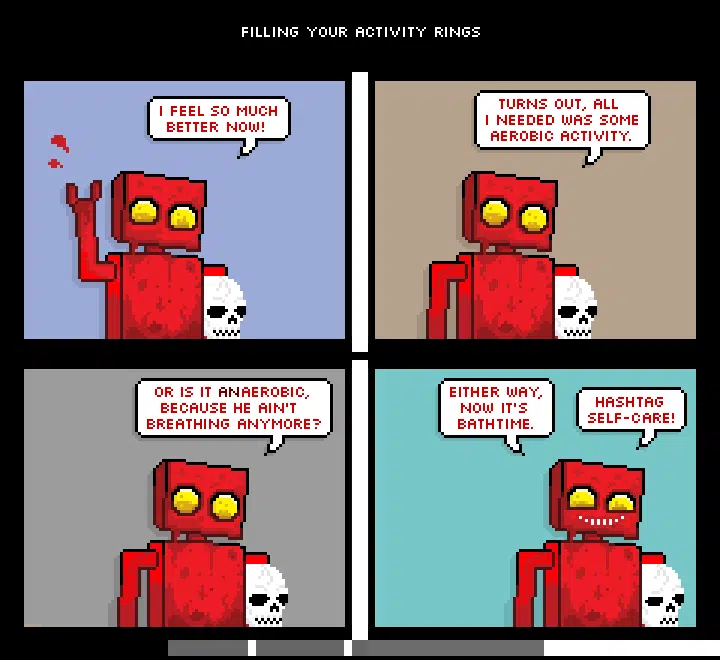 FILLING YOUR ACTIVITY RINGS
I FEEL SO MUCH
BETTER NOW!
TURNS OUT, ALL
I NEEDED WAS SOME
AEROBIC ACTIVITY.
OR IS IT ANAEROBIC,
BECAUSE HE AIN'T
BREATHING ANYMORE?
EITHER WAY,
NOW IT'S
BATHTIME.
HASHTAG
SELF-CARE!